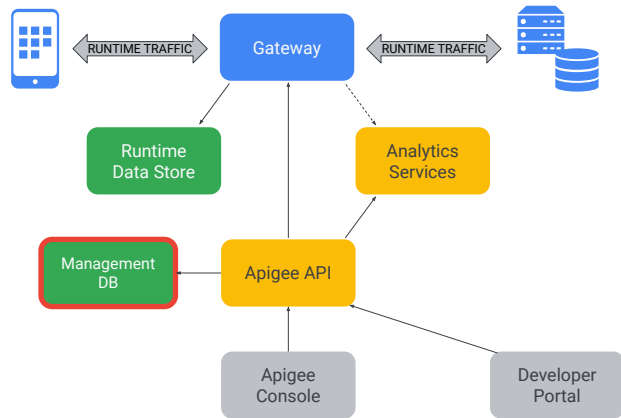 RUNTIME TRAFFIC
Gateway
RUNTIME TRAFFIC
Runtime
Data Store
Analytics
Services
Management
DB
Apigee API
Apigee
Console
Developer
Portal